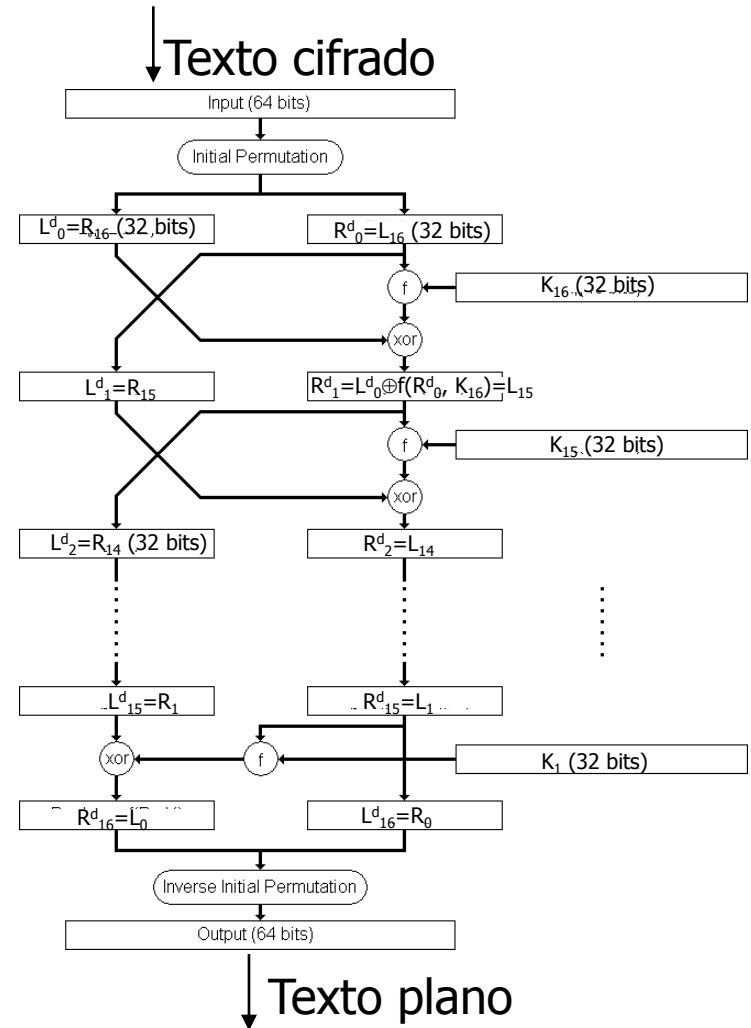 Texto cifrado
Input (64 bits)
Initial Permutation
Lᵈ₀=R₁₆ (32 bits)
Rᵈ₀=L₁₆ (32 bits)
f
K₁₆ (32 bits)
xor
Lᵈ₁=R₁₅
Rᵈ₁=Lᵈ₀⊕f(Rᵈ₀, K₁₆)=L₁₅
f
K₁₅ (32 bits)
xor
Lᵈ₂=R₁₄ (32 bits)
Rᵈ₂=L₁₄
Lᵈ₁₅=R₁
Rᵈ₁₅=L₁
xor
f
K₁ (32 bits)
Rᵈ₁₆=L₀
Lᵈ₁₆=R₀
Inverse Initial Permutation
Output (64 bits)
Texto plano